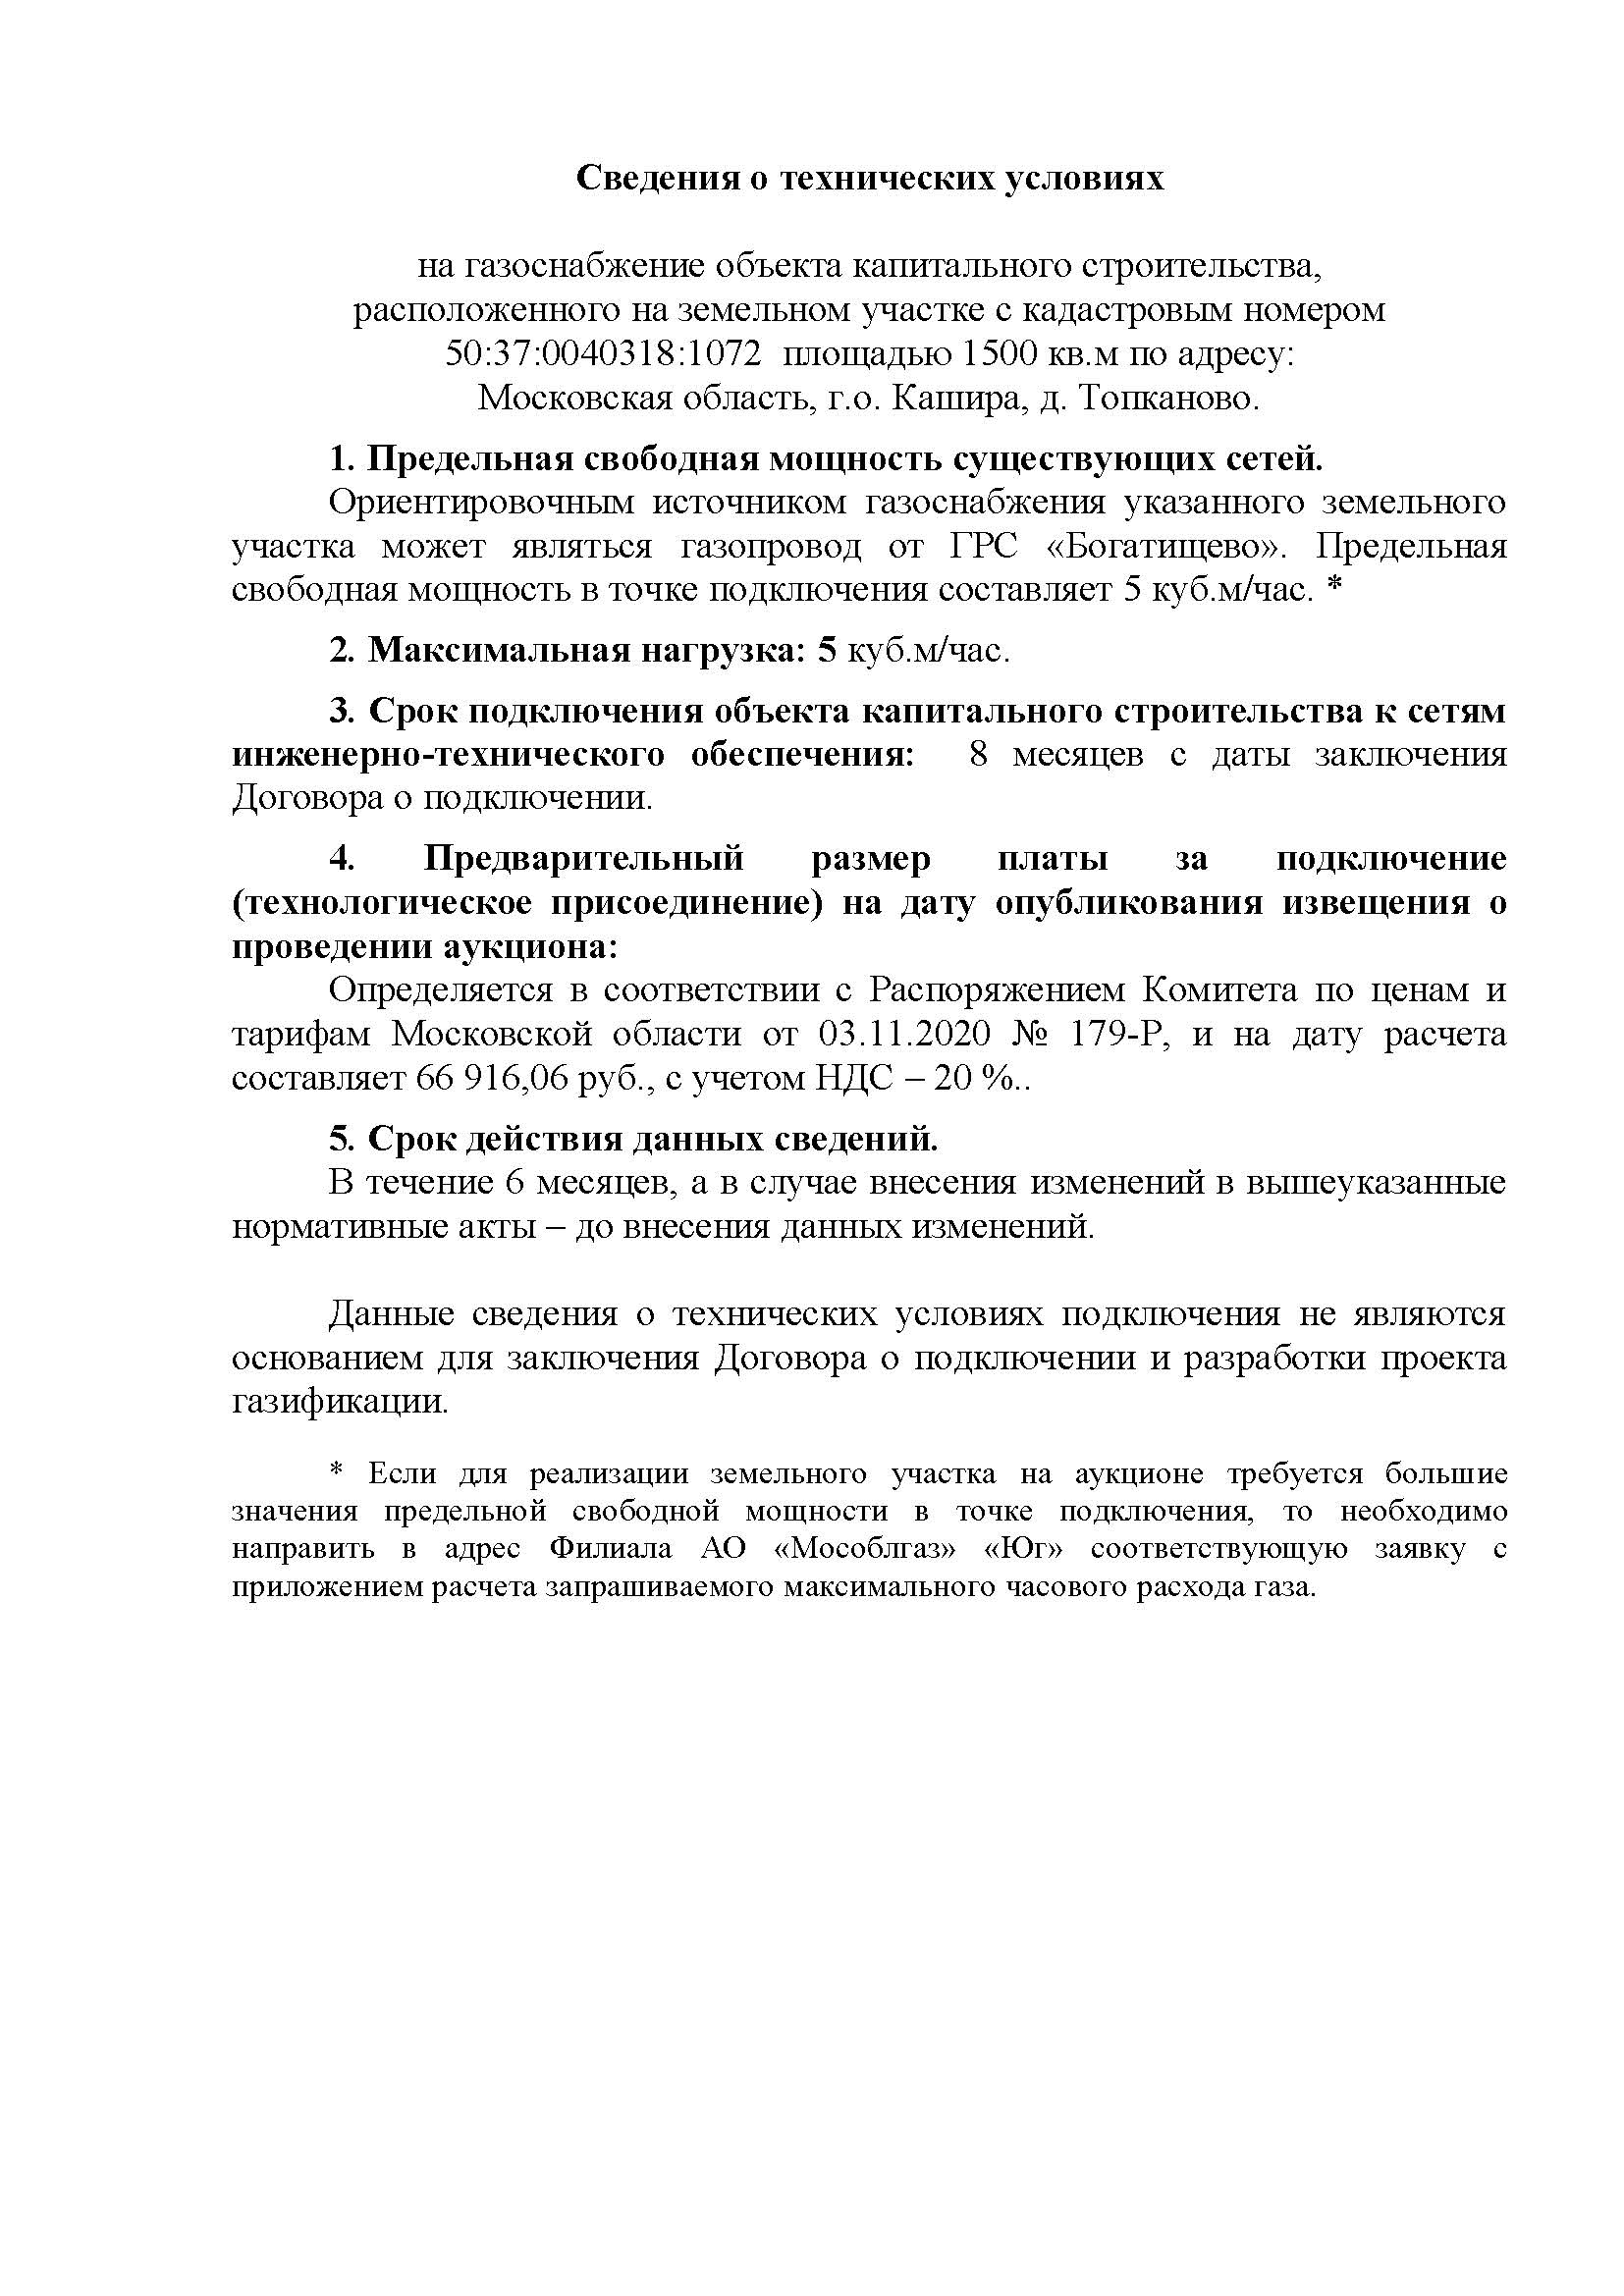 Сведения о технических условиях
на газоснабжение объекта капитального строительства,
расположенного на земельном участке с кадастровым номером
50:37:0040318:1072 площадью 1500 кв.м по адресу:
Московская область, г.о. Кашира, д. Топканово.
1. Предельная свободная мощность существующих сетей.
Ориентировочным источником газоснабжения указанного земельного
участка может являться газопровод от ГРС «Богатищево». Предельная
свободная мощность в точке подключения составляет 5 куб.м/час. *
2. Максимальная нагрузка: 5 куб.м/час.
3. Срок подключения объекта капитального строительства к сетям
инженерно-технического обеспечения: 8 месяцев с даты заключения
Договора о подключении.
4. Предварительный размер платы за подключение
(технологическое присоединение) на дату опубликования извещения о
проведении аукциона:
Определяется в соответствии с Распоряжением Комитета по ценам и
тарифам Московской области от 03.11.2020 № 179-Р, и на дату расчета
составляет 66 916,06 руб., с учетом НДС – 20 %..
5. Срок действия данных сведений.
В течение 6 месяцев, а в случае внесения изменений в вышеуказанные
нормативные акты – до внесения данных изменений.
Данные сведения о технических условиях подключения не являются
основанием для заключения Договора о подключении и разработки проекта
газификации.
* Если для реализации земельного участка на аукционе требуется большие
значения предельной свободной мощности в точке подключения, то необходимо
направить в адрес Филиала АО «Мособлгаз» «Юг» соответствующую заявку с
приложением расчета запрашиваемого максимального часового расхода газа.